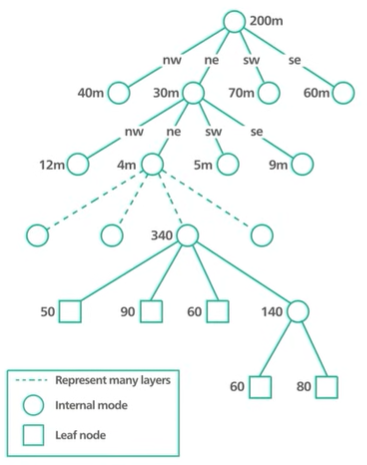 200m
nw ne sw se
40m 30m 70m 60m
nw ne sw se
12m 4m 5m 9m
340
50 90 60 140
60 80
Represent many layers
Internal mode
Leaf node